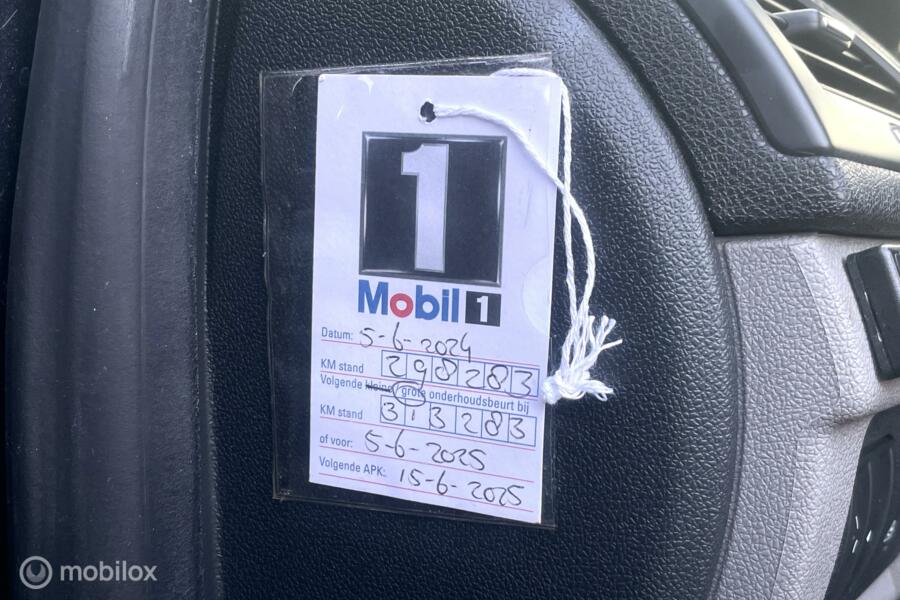 1
Mobil 1
Datum: 5-6-2024
KM stand 298283
Volgende kleine / grote onderhoudsbeurt bij
KM stand 313283
of voor: 5-6-2025
Volgende APK: 15-6-2025
mobilox